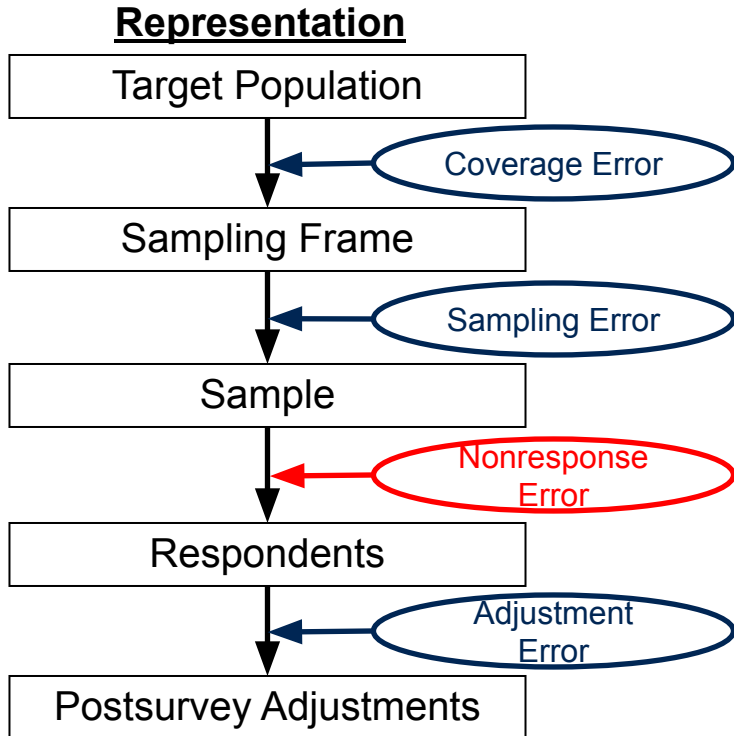 Representation
Target Population
Coverage Error
Sampling Frame
Sampling Error
Sample
Nonresponse
Error
Respondents
Adjustment
Error
Postsurvey Adjustments